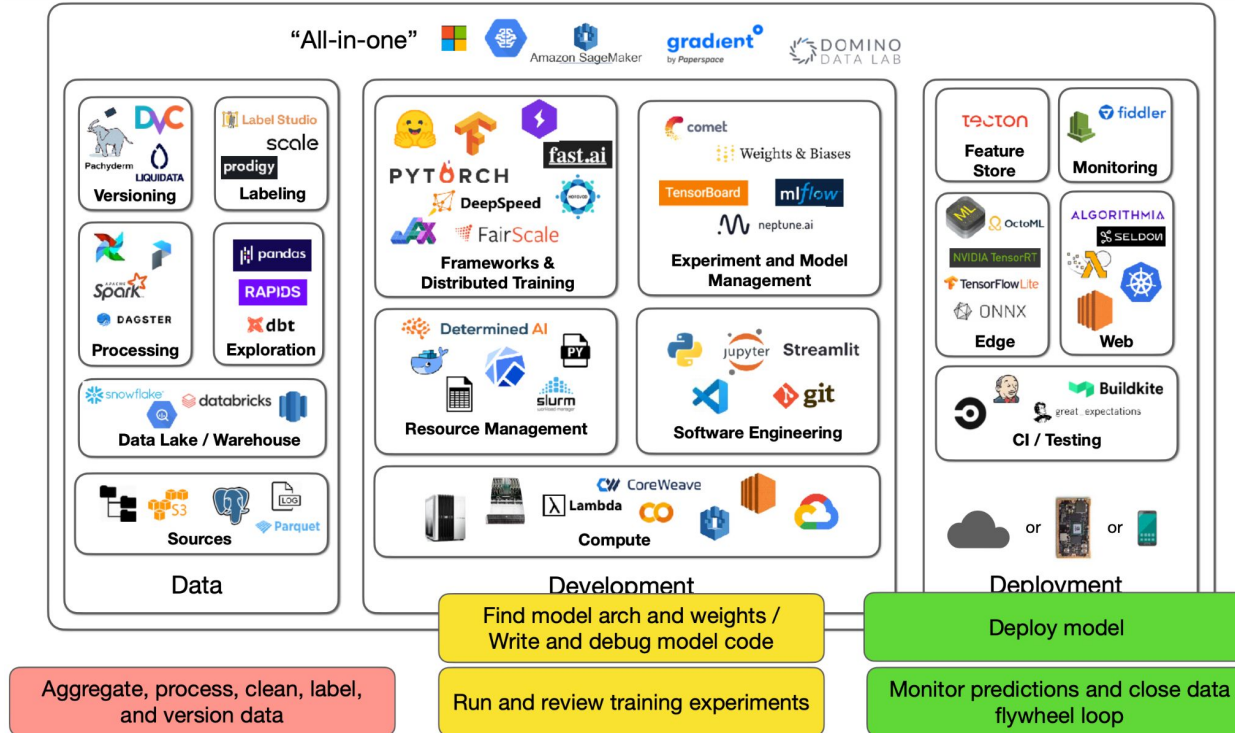 “All-in-one”
Amazon SageMaker
gradient
by Paperspace
DOMINO
DATA LAB
DVC
Pachyderm
LIQUIDATA
Versioning
Label Studio
scale
prodigy
Labeling
APACHE
Spark
DAGSTER
Processing
pandas
RAPIDS
dbt
Exploration
snowflake
databricks
Data Lake / Warehouse
S3
LOG
Parquet
Sources
Data
fast.ai
PYTORCH
HOROVOD
DeepSpeed
JAX
FairScale
Frameworks &
Distributed Training
comet
Weights & Biases
TensorBoard
mlflow
neptune.ai
Experiment and Model
Management
Determined AI
PY
slurm
workload manager
Resource Management
jupyter
Streamlit
git
Software Engineering
CoreWeave
Lambda
Compute
Development
TECTON
Feature
Store
fiddler
Monitoring
ML
OctoML
NVIDIA TensorRT
TensorFlowLite
ONNX
Edge
ALGORITHMIA
SELDON
Web
Buildkite
great_expectations
CI / Testing
or
or
Deployment
Find model arch and weights /
Write and debug model code
Deploy model
Aggregate, process, clean, label,
and version data
Run and review training experiments
Monitor predictions and close data
flywheel loop